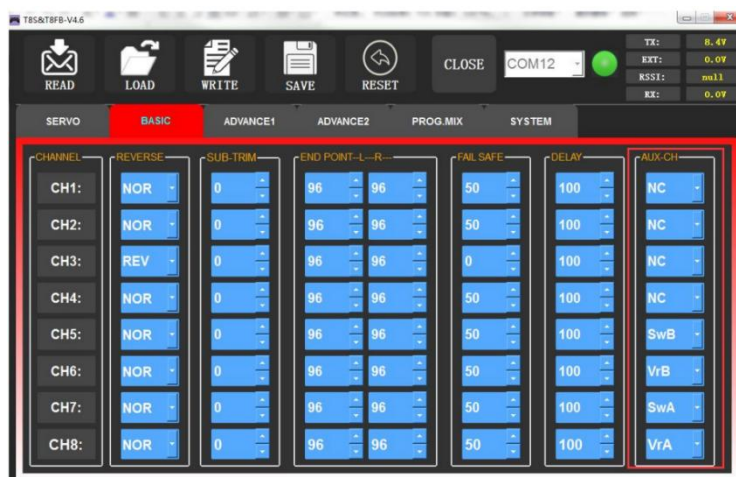 T8S&T8FB-V4.6
READ LOAD WRITE SAVE RESET CLOSE COM12
TX: 8.4V
EXT: 0.0V
RSSI: null
RX: 0.0V
SERVO BASIC ADVANCE1 ADVANCE2 PROG.MIX SYSTEM
CHANNEL REVERSE SUB-TRIM END POINT--L---R--- FAIL SAFE DELAY AUX-CH
CH1: NOR 0 96 96 50 100 NC
CH2: NOR 0 96 96 50 100 NC
CH3: REV 0 96 96 0 100 NC
CH4: NOR 0 96 96 50 100 NC
CH5: NOR 0 96 96 50 100 SwB
CH6: NOR 0 96 96 50 100 VrB
CH7: NOR 0 96 96 50 100 SwA
CH8: NOR 0 96 96 50 100 VrA